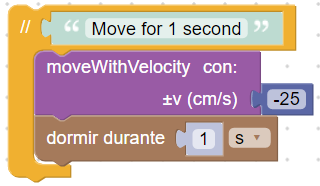 // “ Move for 1 second ”
moveWithVelocity con:
±v (cm/s) -25
dormir durante 1 s